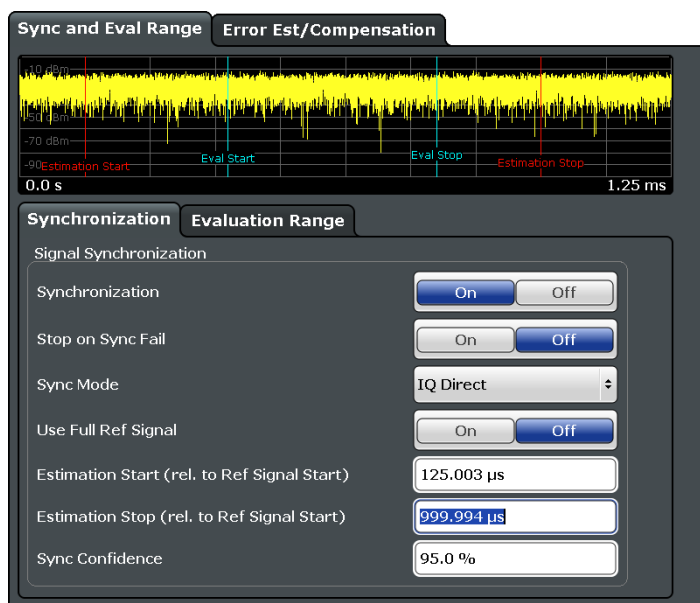 Sync and Eval Range Error Est/Compensation
-10 dBm
-50 dBm
-70 dBm
-90
Eval Start Eval Stop
Estimation Start Estimation Stop
0.0 s 1.25 ms
Synchronization Evaluation Range
Signal Synchronization
Synchronization On Off
Stop on Sync Fail On Off
Sync Mode IQ Direct
Use Full Ref Signal On Off
Estimation Start (rel. to Ref Signal Start) 125.003 µs
Estimation Stop (rel. to Ref Signal Start) 999.994 µs
Sync Confidence 95.0 %